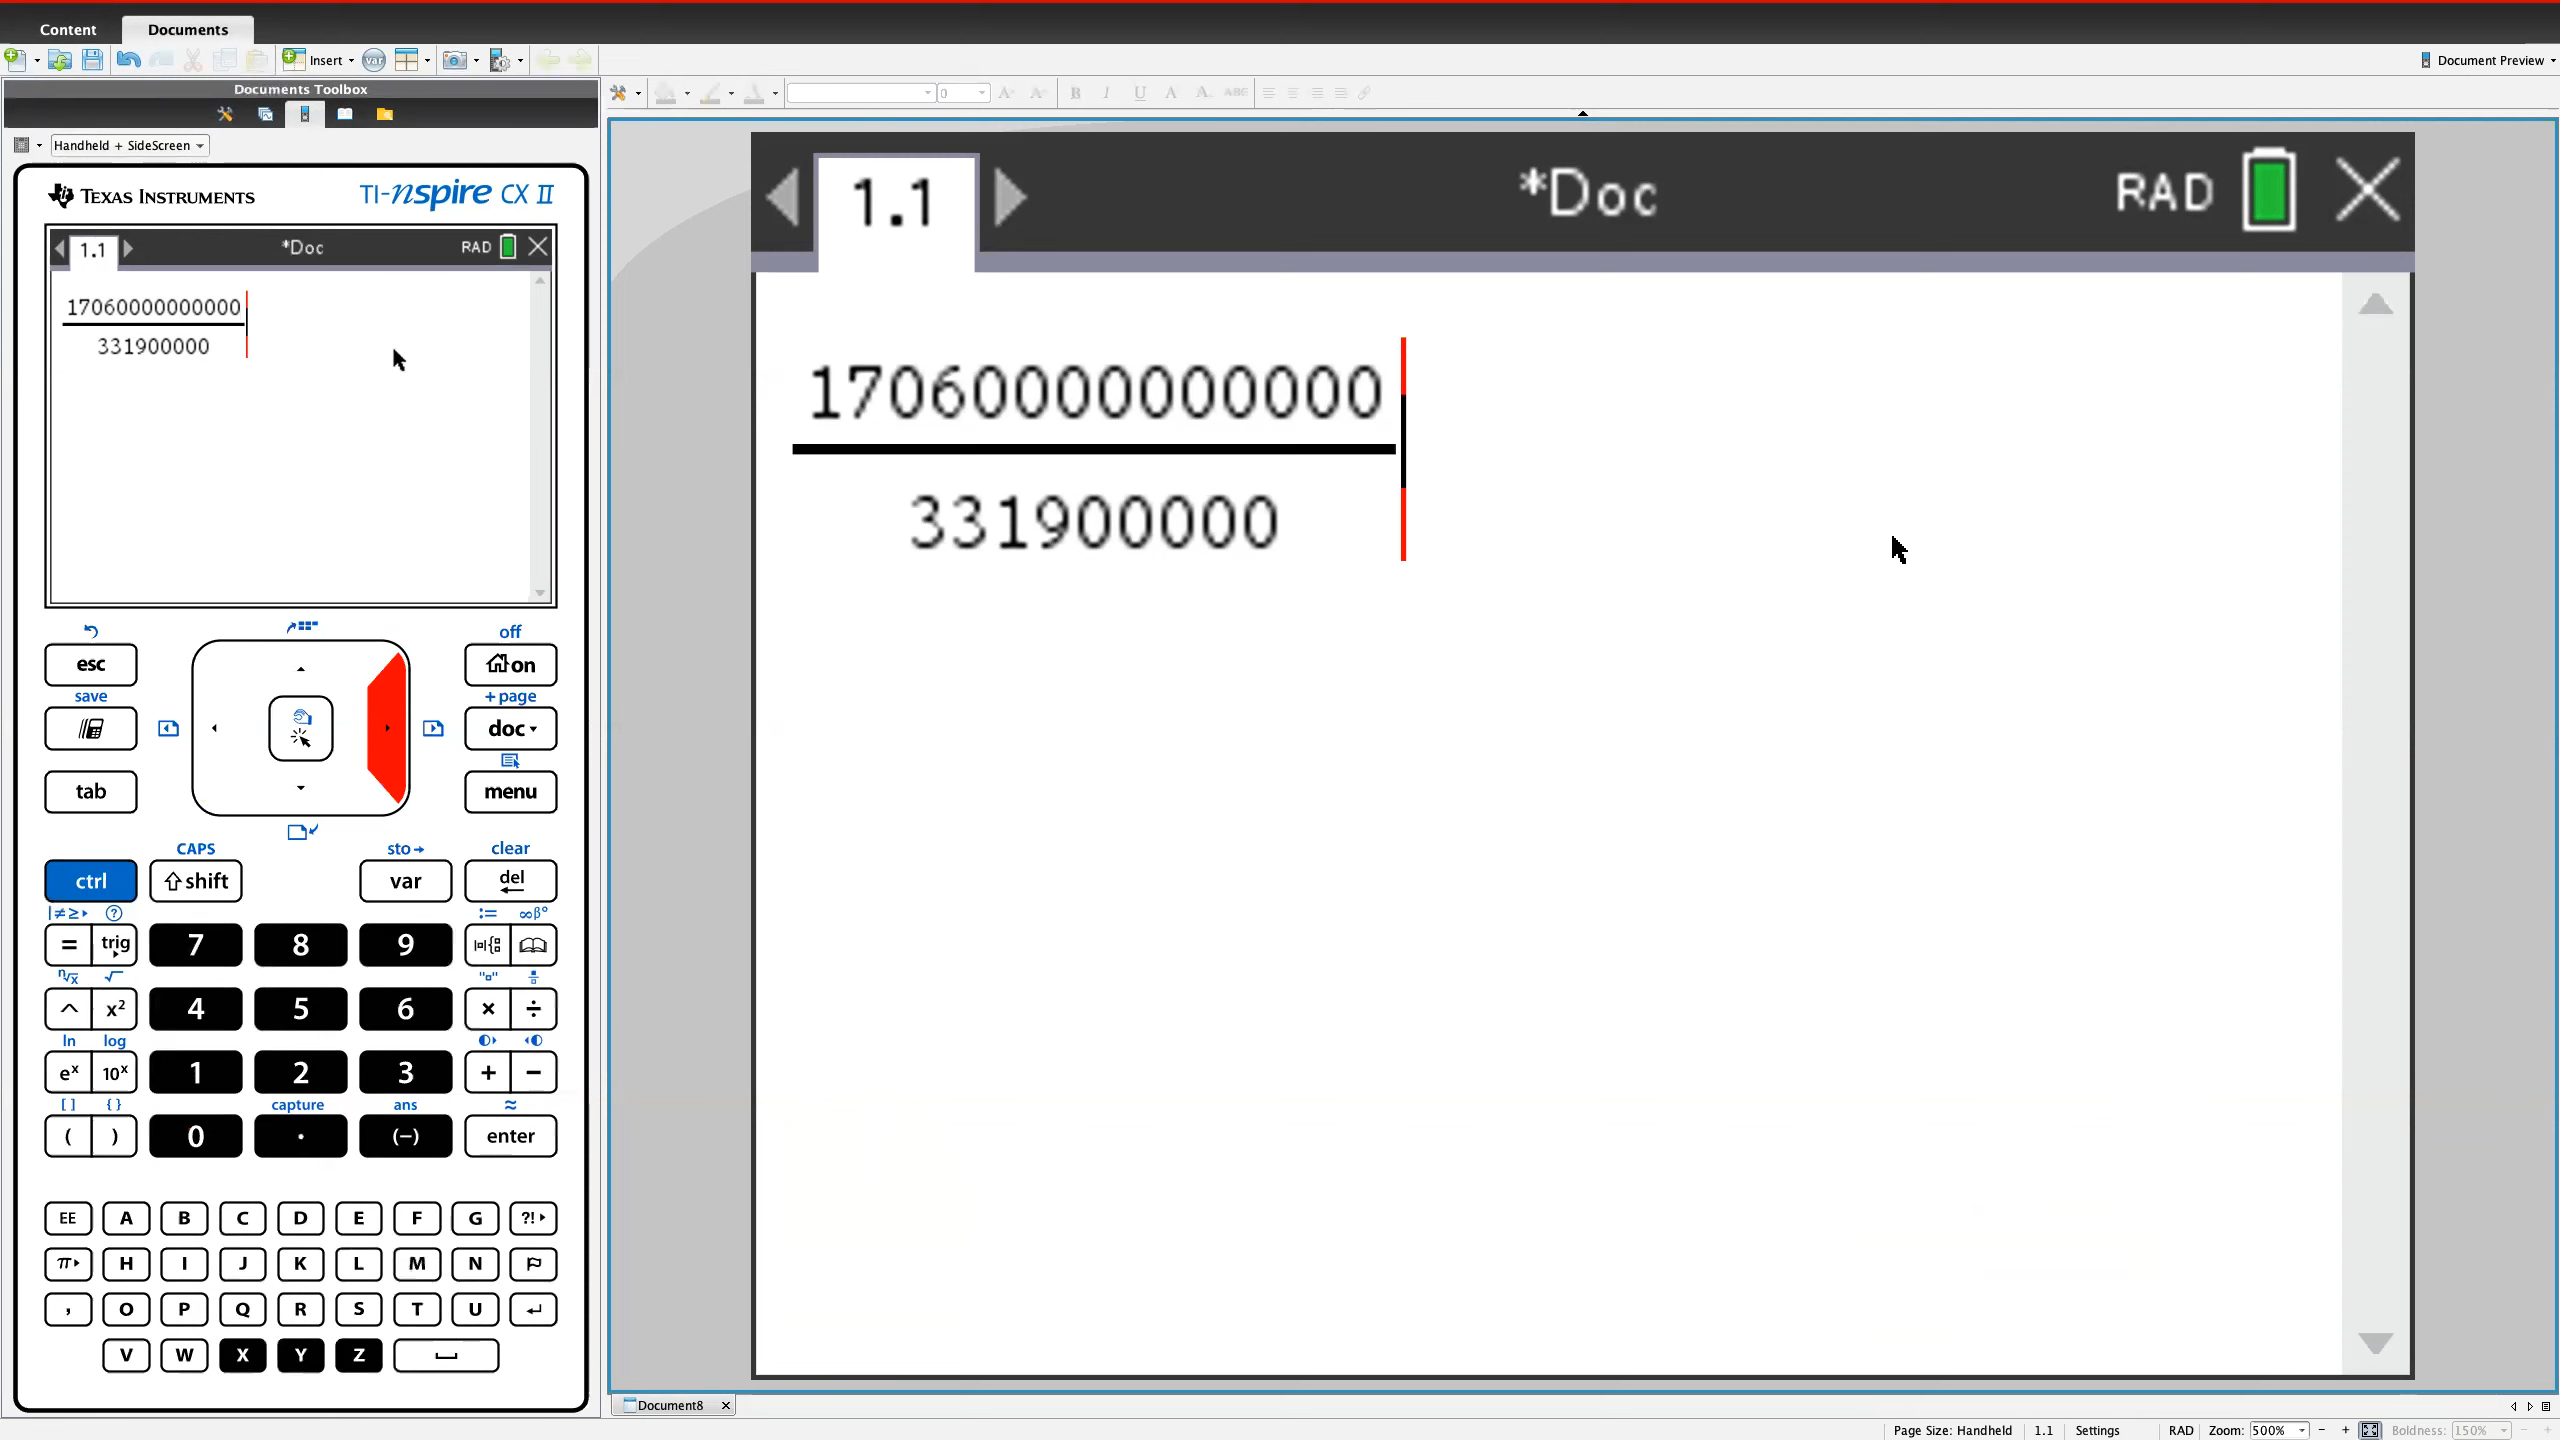 Content Documents
Insert var Document Preview
Documents Toolbox
0 B I U A A ABC
Handheld + SideScreen
TEXAS INSTRUMENTS TI-nspire CX II
1.1 *Doc RAD
17060000000000
331900000
1.1 *Doc RAD
17060000000000
331900000
off
esc on
save + page
doc
tab menu
CAPS sto→ clear
ctrl ⇧shift var del
|≠≥▸ ? := ∞β°
= trig 7 8 9
ⁿ√x √ "▫"
^ x² 4 5 6 × ÷
ln log
eˣ 10ˣ 1 2 3 + −
[ ] { } capture ans ≈
( ) 0 . (−) enter
EE A B C D E F G ?!▸
π▸ H I J K L M N
, O P Q R S T U ↵
V W X Y Z
Document8
Page Size: Handheld 1.1 Settings RAD Zoom: 500% − + Boldness: 150% − +